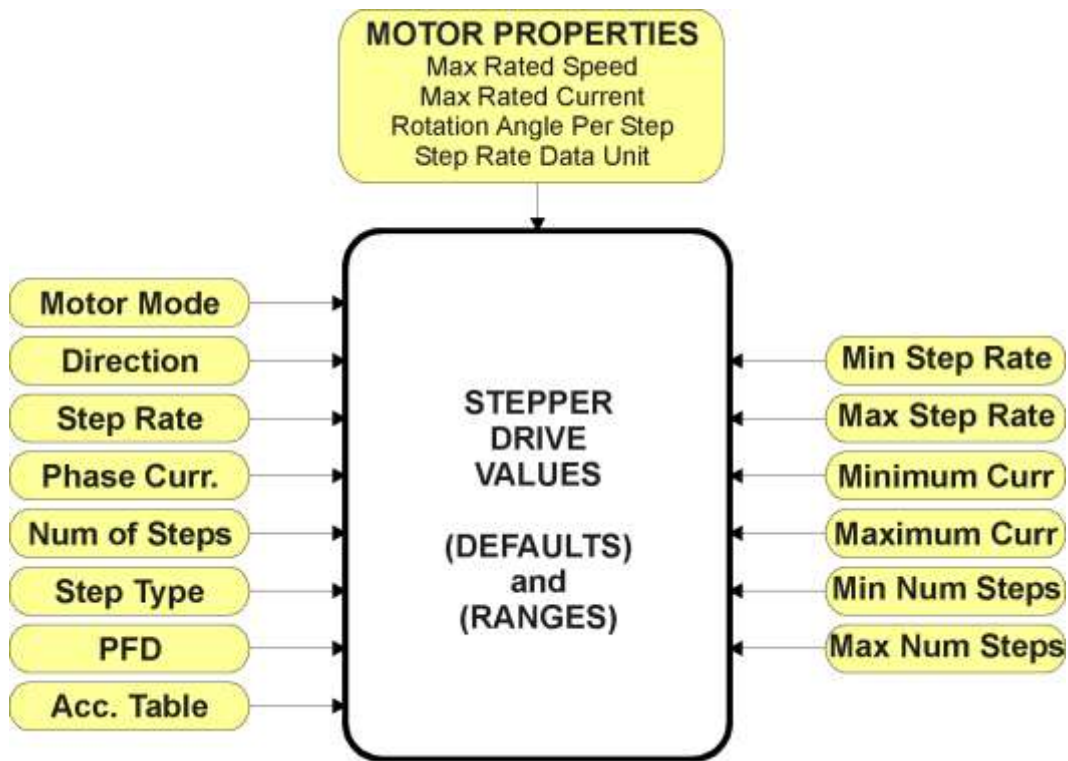 MOTOR PROPERTIES
Max Rated Speed
Max Rated Current
Rotation Angle Per Step
Step Rate Data Unit
Motor Mode
Direction
Step Rate
Phase Curr.
Num of Steps
Step Type
PFD
Acc. Table
STEPPER
DRIVE
VALUES
(DEFAULTS)
and
(RANGES)
Min Step Rate
Max Step Rate
Minimum Curr
Maximum Curr
Min Num Steps
Max Num Steps